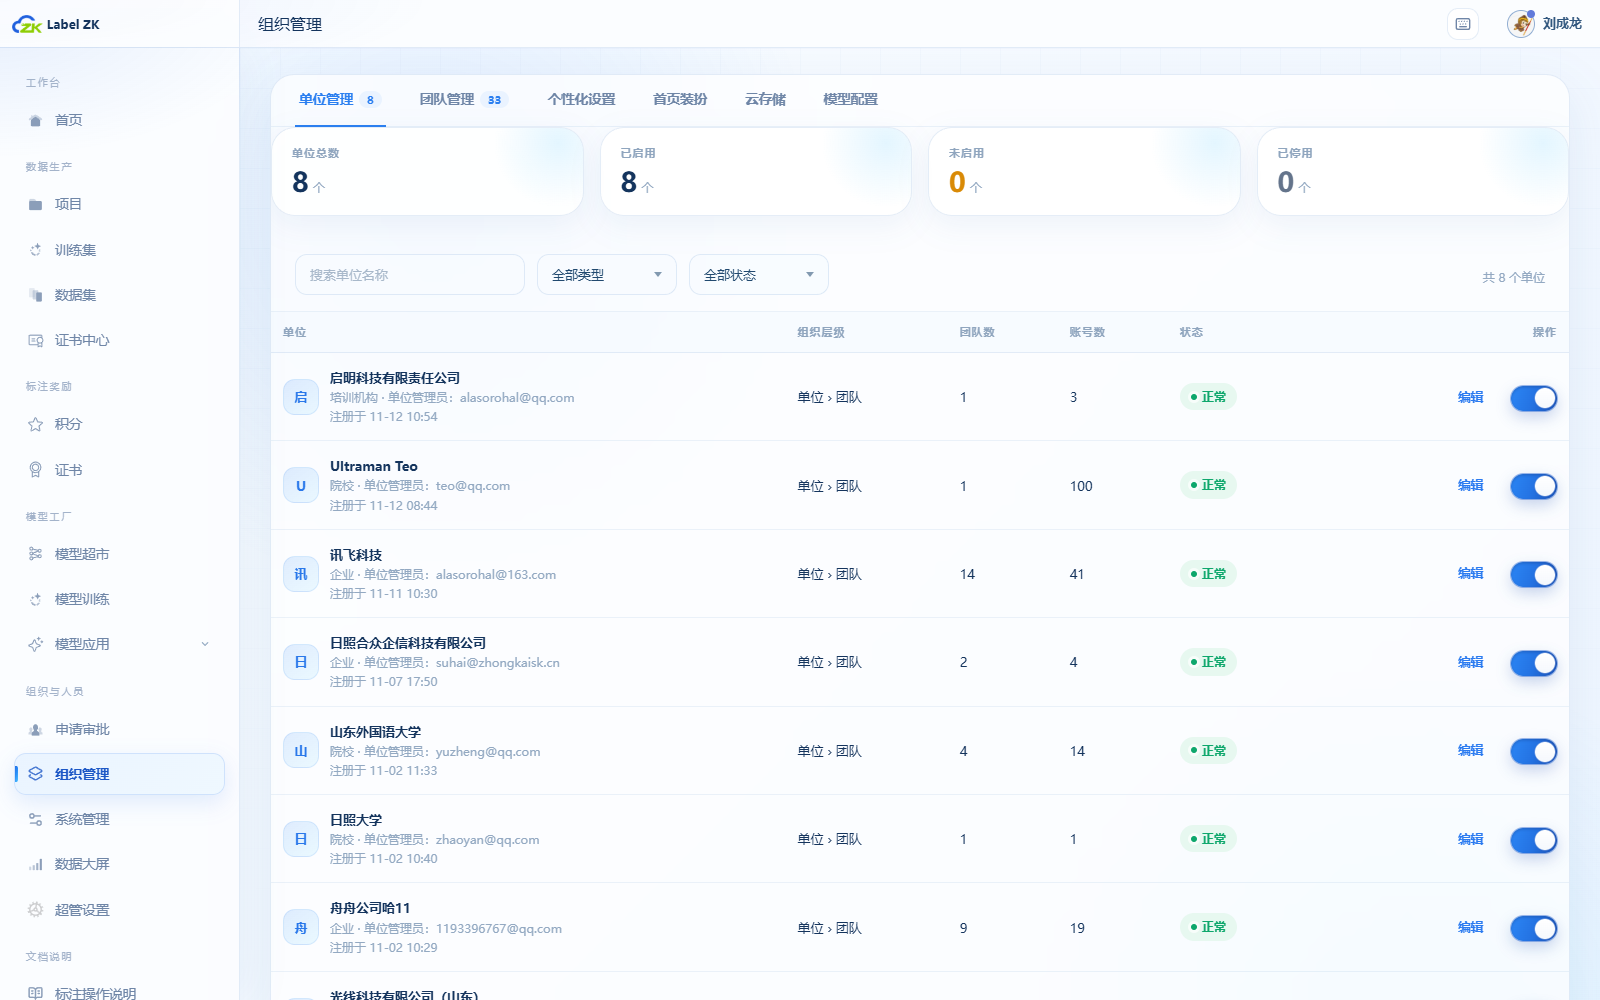 ZK Label ZK
组织管理
刘成龙
工作台
首页
数据生产
项目
训练集
数据集
证书中心
标注奖励
积分
证书
模型工厂
模型超市
模型训练
模型应用
组织与人员
申请审批
组织管理
系统管理
数据大屏
超管设置
文档说明
标注操作说明
单位管理 8 团队管理 33 个性化设置 首页装扮 云存储 模型配置
单位总数
8 个
已启用
8 个
未启用
0 个
已停用
0 个
搜索单位名称 全部类型 全部状态 共 8 个单位
单位 组织层级 团队数 账号数 状态 操作
启 启明科技有限责任公司
培训机构 · 单位管理员：alasorohal@qq.com
注册于 11-12 10:54
单位 › 团队 1 3 正常 编辑
U Ultraman Teo
院校 · 单位管理员：teo@qq.com
注册于 11-12 08:44
单位 › 团队 1 100 正常 编辑
讯 讯飞科技
企业 · 单位管理员：alasorohal@163.com
注册于 11-11 10:30
单位 › 团队 14 41 正常 编辑
日 日照合众企信科技有限公司
企业 · 单位管理员：suhai@zhongkaisk.cn
注册于 11-07 17:50
单位 › 团队 2 4 正常 编辑
山 山东外国语大学
院校 · 单位管理员：yuzheng@qq.com
注册于 11-02 11:33
单位 › 团队 4 14 正常 编辑
日 日照大学
院校 · 单位管理员：zhaoyan@qq.com
注册于 11-02 10:40
单位 › 团队 1 1 正常 编辑
舟 舟舟公司哈11
企业 · 单位管理员：1193396767@qq.com
注册于 11-02 10:29
单位 › 团队 9 19 正常 编辑
光线科技有限公司（山东）